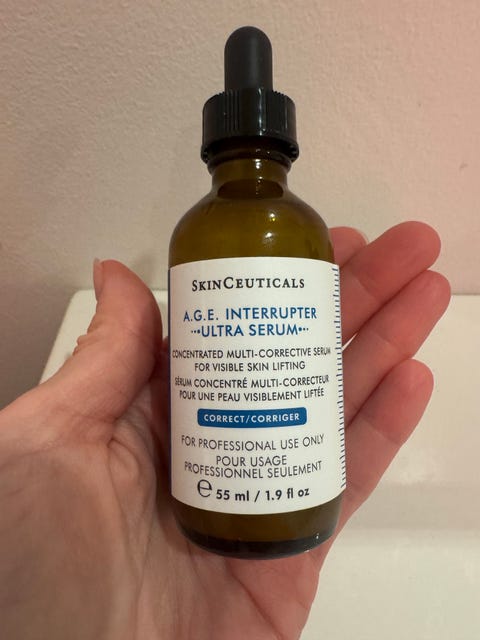 SKINCEUTICALS
A.G.E. INTERRUPTER
•••ULTRA SERUM•••
CONCENTRATED MULTI-CORRECTIVE SERUM
FOR VISIBLE SKIN LIFTING
SÉRUM CONCENTRÉ MULTI-CORRECTEUR
POUR UNE PEAU VISIBLEMENT LIFTÉE
CORRECT/CORRIGER
FOR PROFESSIONAL USE ONLY
POUR USAGE
PROFESSIONNEL SEULEMENT
℮ 55 ml / 1.9 fl oz